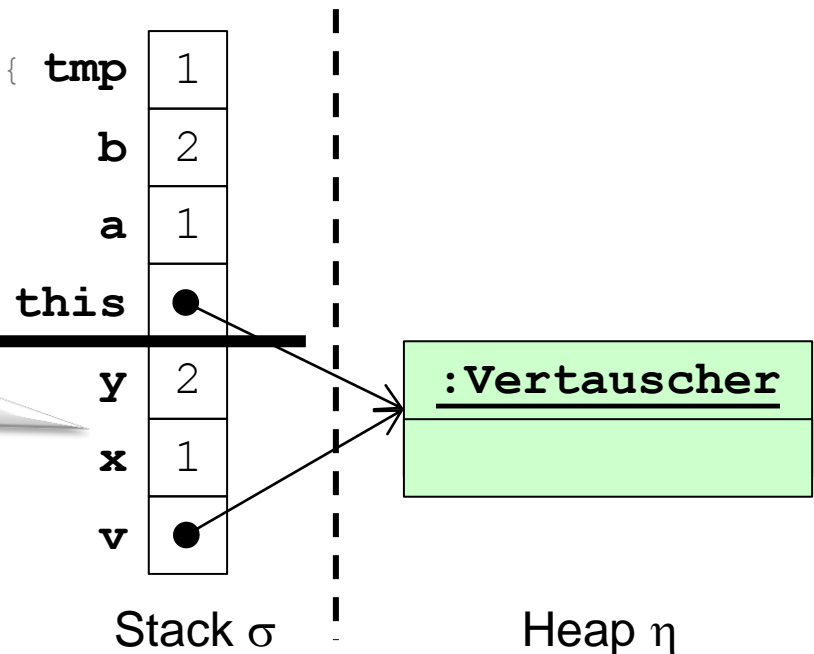 { tmp 1
b 2
a 1
this
y 2
:Vertauscher
x 1
v
Stack σ
Heap η